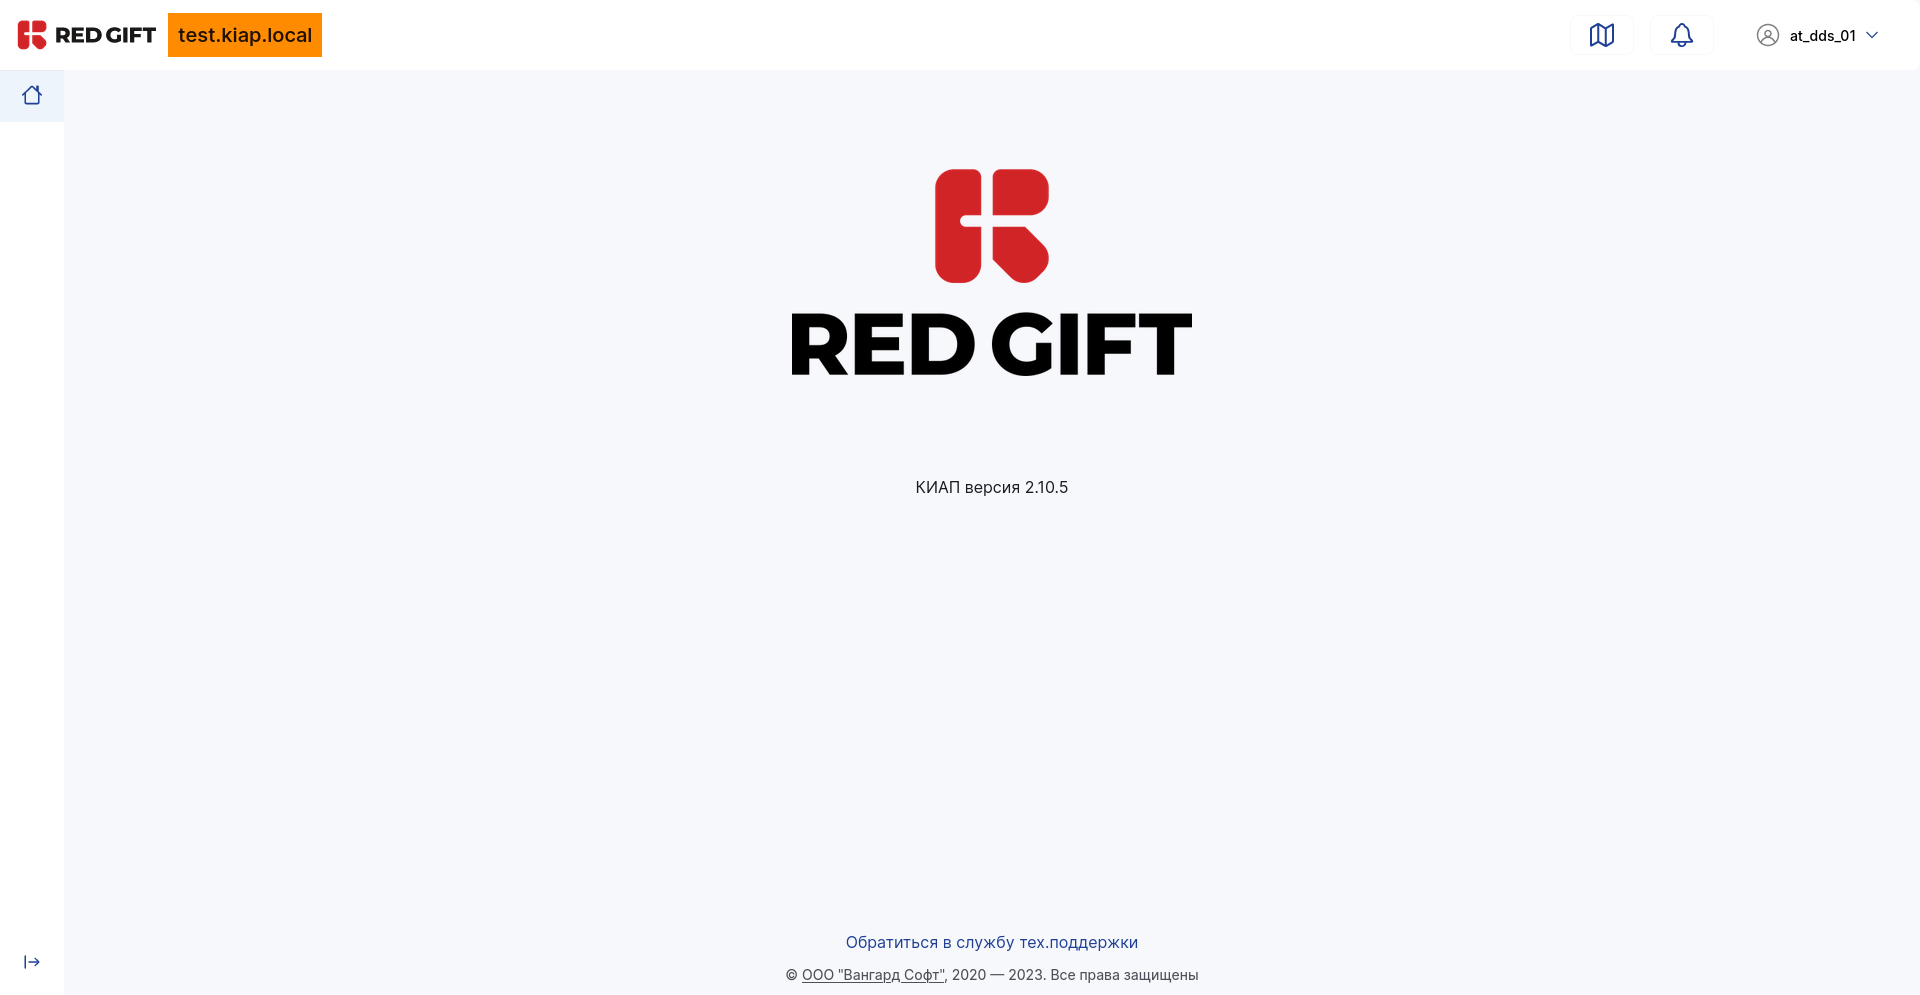 RED GIFT
test.kiap.local
at_dds_01
RED GIFT
КИАП версия 2.10.5
Обратиться в службу тех.поддержки
© ООО "Вангард Софт", 2020 — 2023. Все права защищены